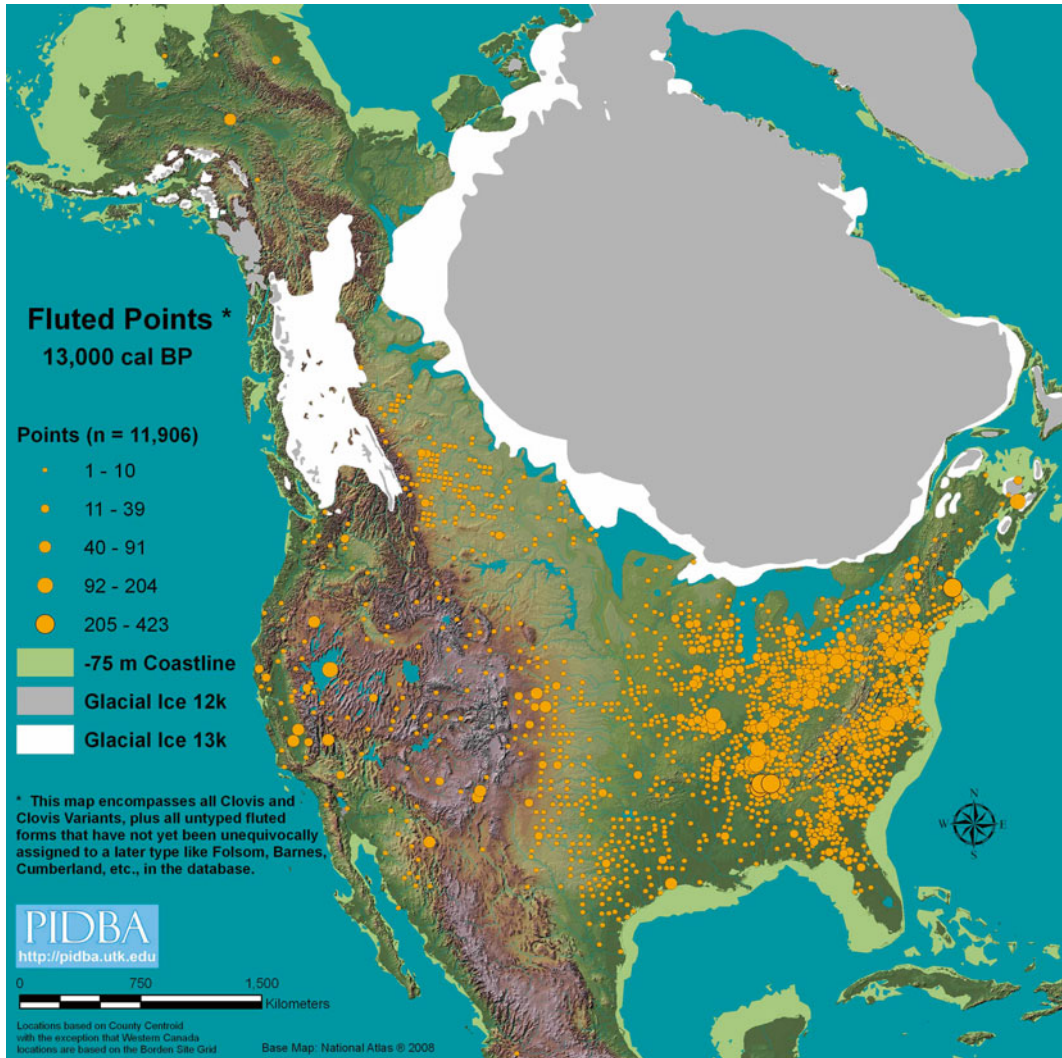 Fluted Points *
13,000 cal BP
Points (n = 11,906)
1 - 10
11 - 39
40 - 91
92 - 204
205 - 423
-75 m Coastline
Glacial Ice 12k
Glacial Ice 13k
* This map encompasses all Clovis and
Clovis Variants, plus all untyped fluted
forms that have not yet been unequivocally
assigned to a later type like Folsom, Barnes,
Cumberland, etc., in the database.
N
W E
S
PIDBA
http://pidba.utk.edu
0 750 1,500
Kilometers
Locations based on County Centroid
with the exception that Western Canada
locations are based on the Borden Site Grid
Base Map: National Atlas ® 2008